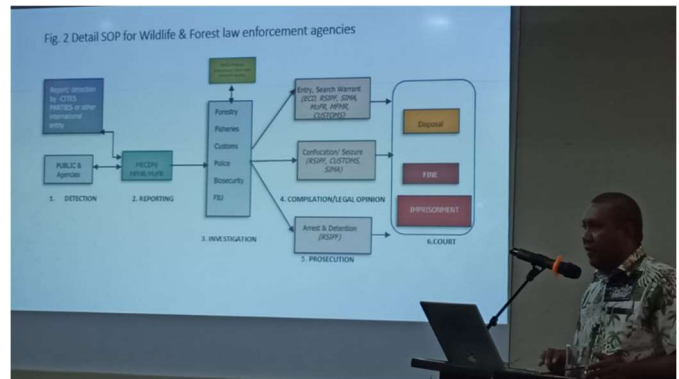 Fig. 2 Detail SOP for Wildlife & Forest law enforcement agencies
Report/detection
by -CITES
PARTIES or other
international
entity
PUBLIC &
Agencies
1. DETECTION
MECDM/
MFMR/MoFR
2. REPORTING
Forestry
Fisheries
Customs
Police
Biosecurity
FIU
3. INVESTIGATION
Entry, Search Warrant
(ECD, RSIPF, SIMA,
MoFR, MFMR,
CUSTOMS)
Confiscation/ Seizure
(RSIPF, CUSTOMS,
SIMA)
4. COMPILATION/LEGAL OPINION
Arrest & Detention
(RSIPF)
5. PROSECUTION
Disposal
FINE
IMPRISONMENT
6.COURT